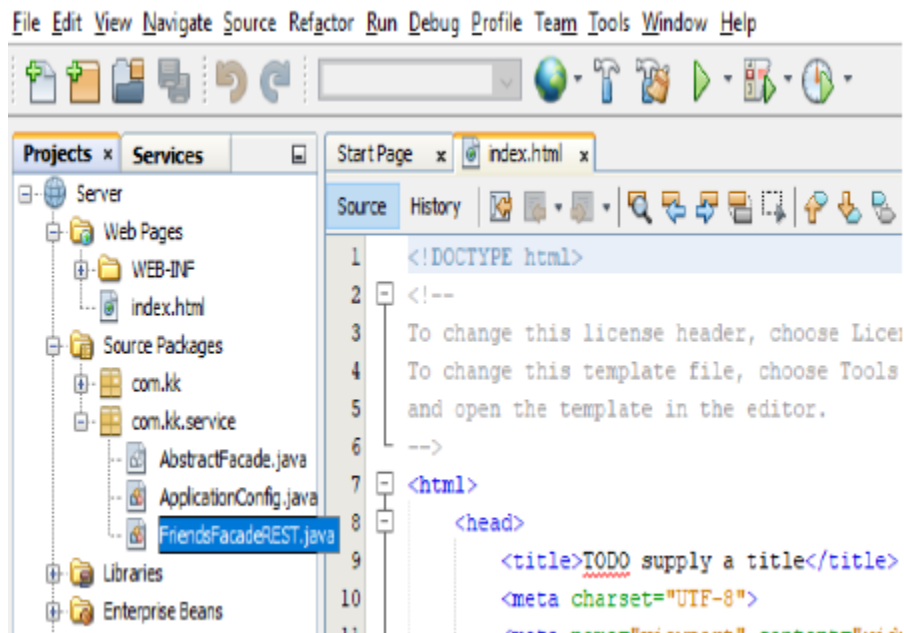 File Edit View Navigate Source Refactor Run Debug Profile Team Tools Window Help
Projects x Services
Server
Web Pages
WEB-INF
index.html
Source Packages
com.kk
com.kk.service
AbstractFacade.java
ApplicationConfig.java
FriendsFacadeREST.java
Libraries
Enterprise Beans
Start Page x index.html x
Source History
1 <!DOCTYPE html>
2 <!--
3 To change this license header, choose Licen
4 To change this template file, choose Tools
5 and open the template in the editor.
6 -->
7 <html>
8 <head>
9 <title>TODO supply a title</title>
10 <meta charset="UTF-8">